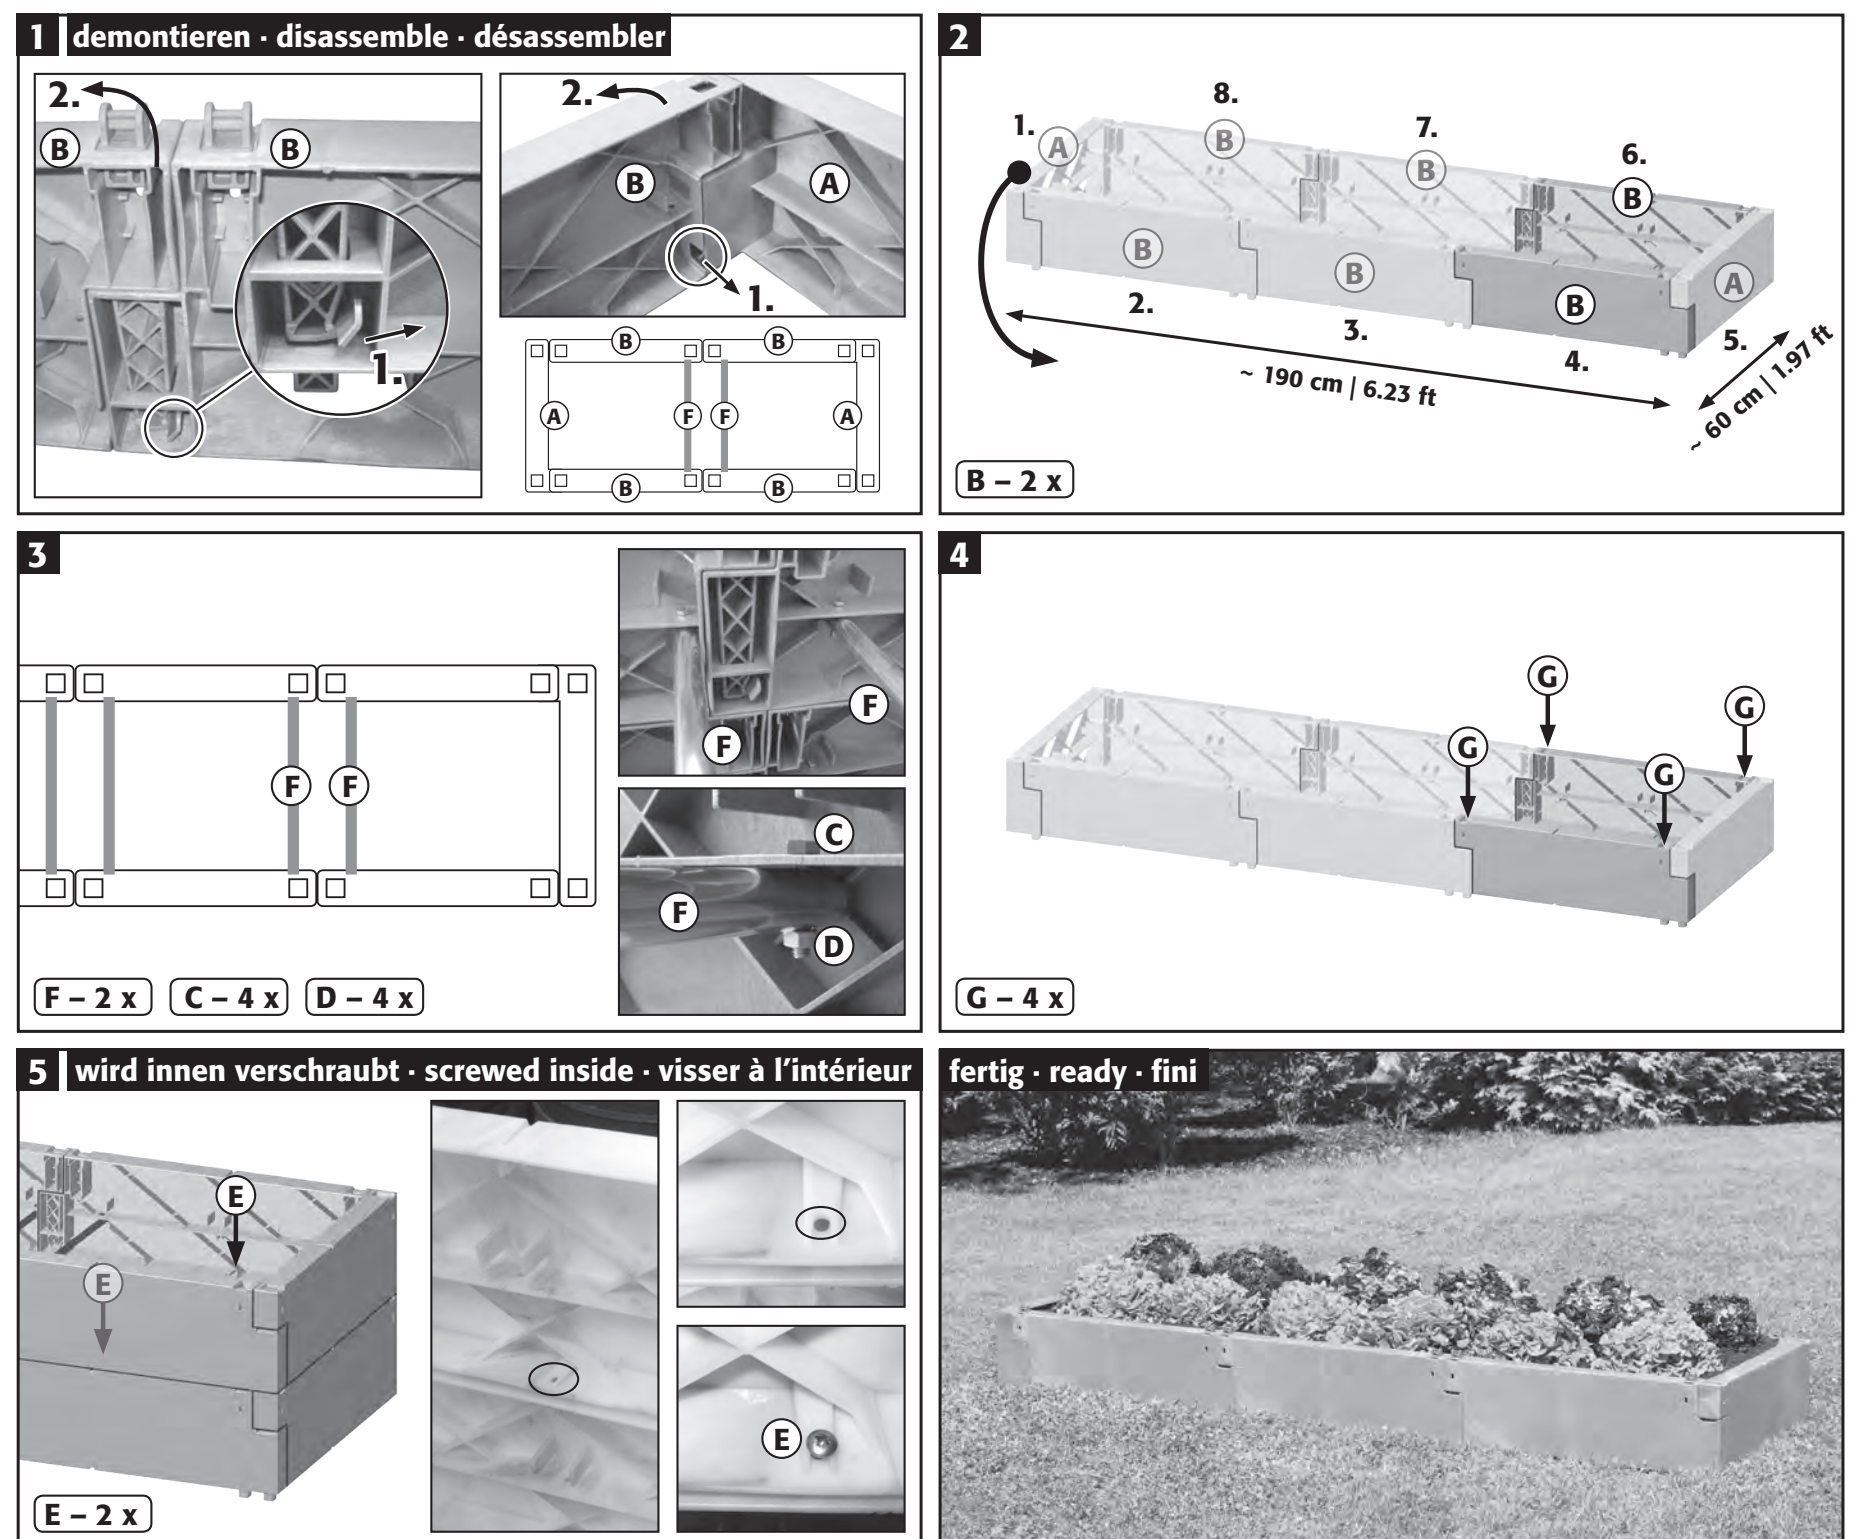 1 demontieren · disassemble · désassembler
2.
B B
1.
2.
B A
1.
B B
A F F A
B B
2
1. A
8. B
7. B
6. B
B B B A
2.
3.
4.
5.
~ 190 cm | 6.23 ft
~ 60 cm | 1.97 ft
B – 2 x
3
F F
F F
C
F
D
F – 2 x C – 4 x D – 4 x
4
G G
G G
G – 4 x
5 wird innen verschraubt · screwed inside · visser à l’intérieur
E
E
E
E – 2 x
fertig · ready · fini